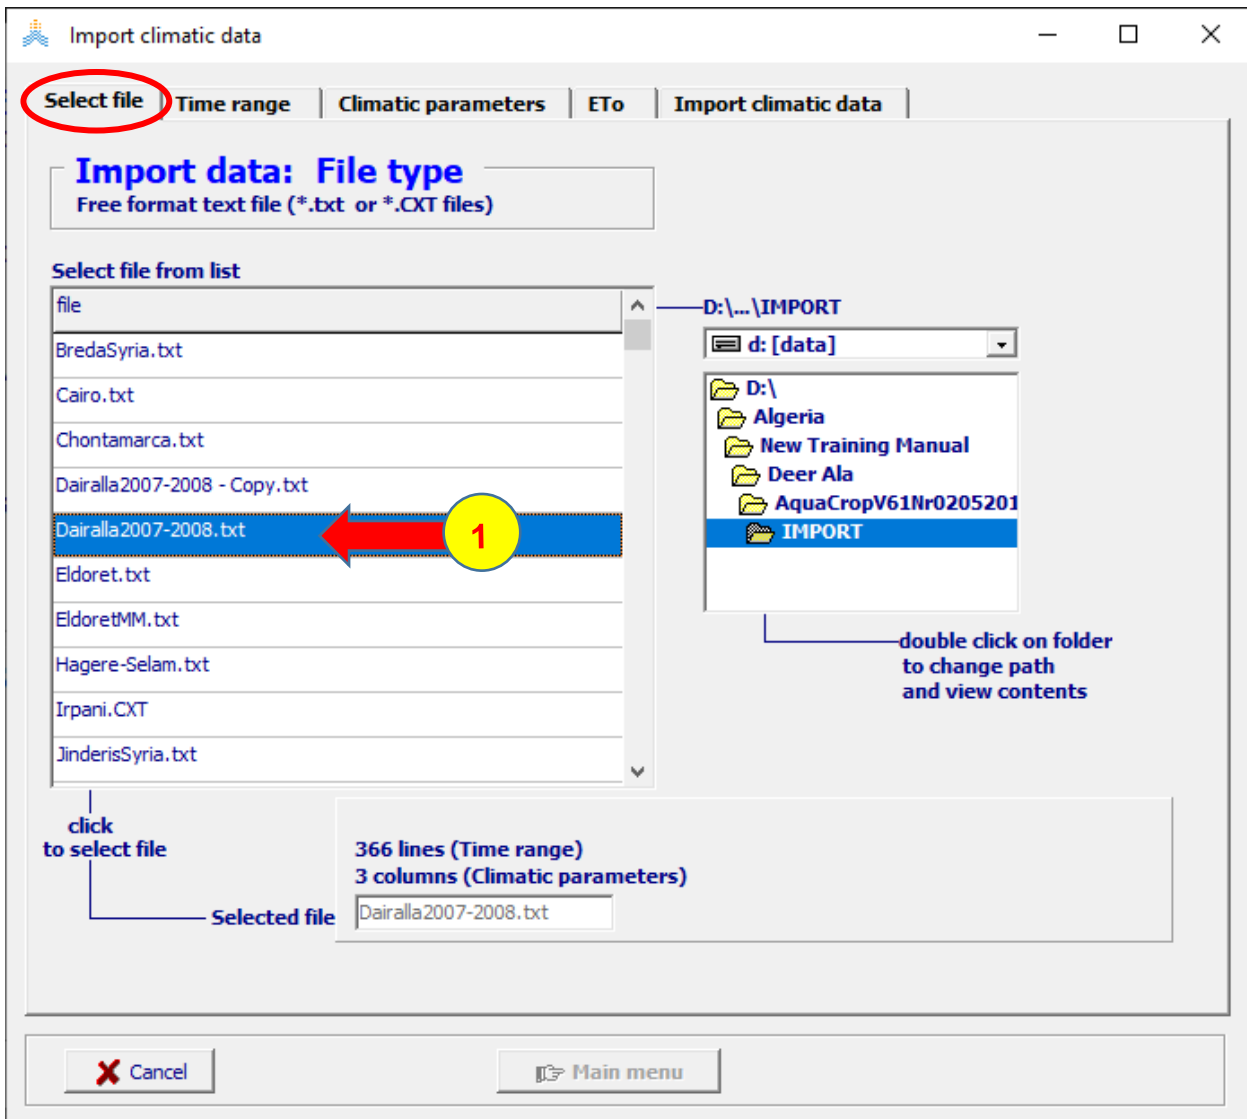 Import climatic data
Select file
Time range
Climatic parameters
ETo
Import climatic data
Import data:  File type
Free format text file (*.txt  or *.CXT files)
Select file from list
file
BredaSyria.txt
Cairo.txt
Chontamarca.txt
Dairalla2007-2008 - Copy.txt
Dairalla2007-2008.txt
1
Eldoret.txt
EldoretMM.txt
Hagere-Selam.txt
Irpani.CXT
JinderisSyria.txt
D:\...\IMPORT
d: [data]
D:\
Algeria
New Training Manual
Deer Ala
AquaCropV61Nr0205201
IMPORT
double click on folder
to change path
and view contents
click
to select file
366 lines (Time range)
3 columns (Climatic parameters)
Selected file
Dairalla2007-2008.txt
Cancel
Main menu